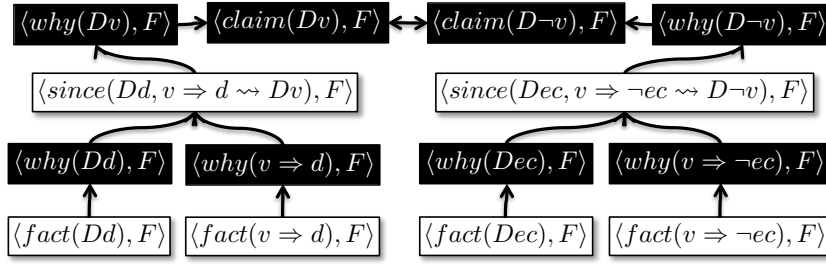 ⟨why(Dv), F⟩ ⟨claim(Dv), F⟩ ⟨claim(D¬v), F⟩ ⟨why(D¬v), F⟩
⟨since(Dd, v ⇒ d ⇝ Dv), F⟩ ⟨since(Dec, v ⇒ ¬ec ⇝ D¬v), F⟩
⟨why(Dd), F⟩ ⟨why(v ⇒ d), F⟩ ⟨why(Dec), F⟩ ⟨why(v ⇒ ¬ec), F⟩
⟨fact(Dd), F⟩ ⟨fact(v ⇒ d), F⟩ ⟨fact(Dec), F⟩ ⟨fact(v ⇒ ¬ec), F⟩